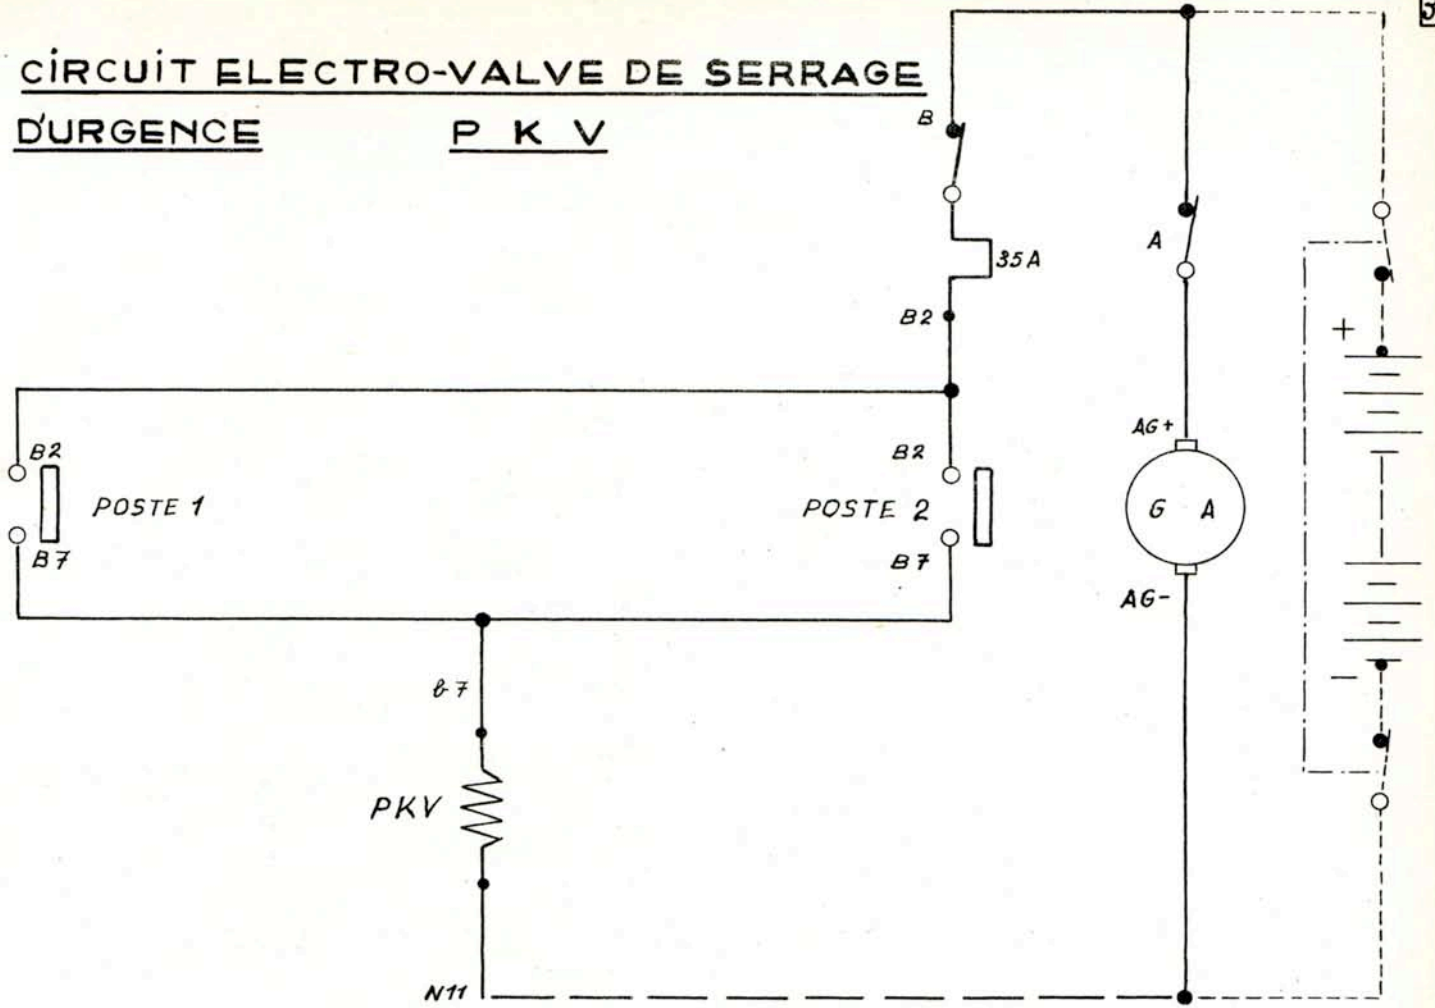 CiRCUiT ELECTRO-VALVE DE SERRAGE
D'URGENCE P K V
B
A
35A
B2
+
AG+
B2
B2
POSTE 1
POSTE 2
G A
B7
B7
AG-
b7
-
PKV
N11